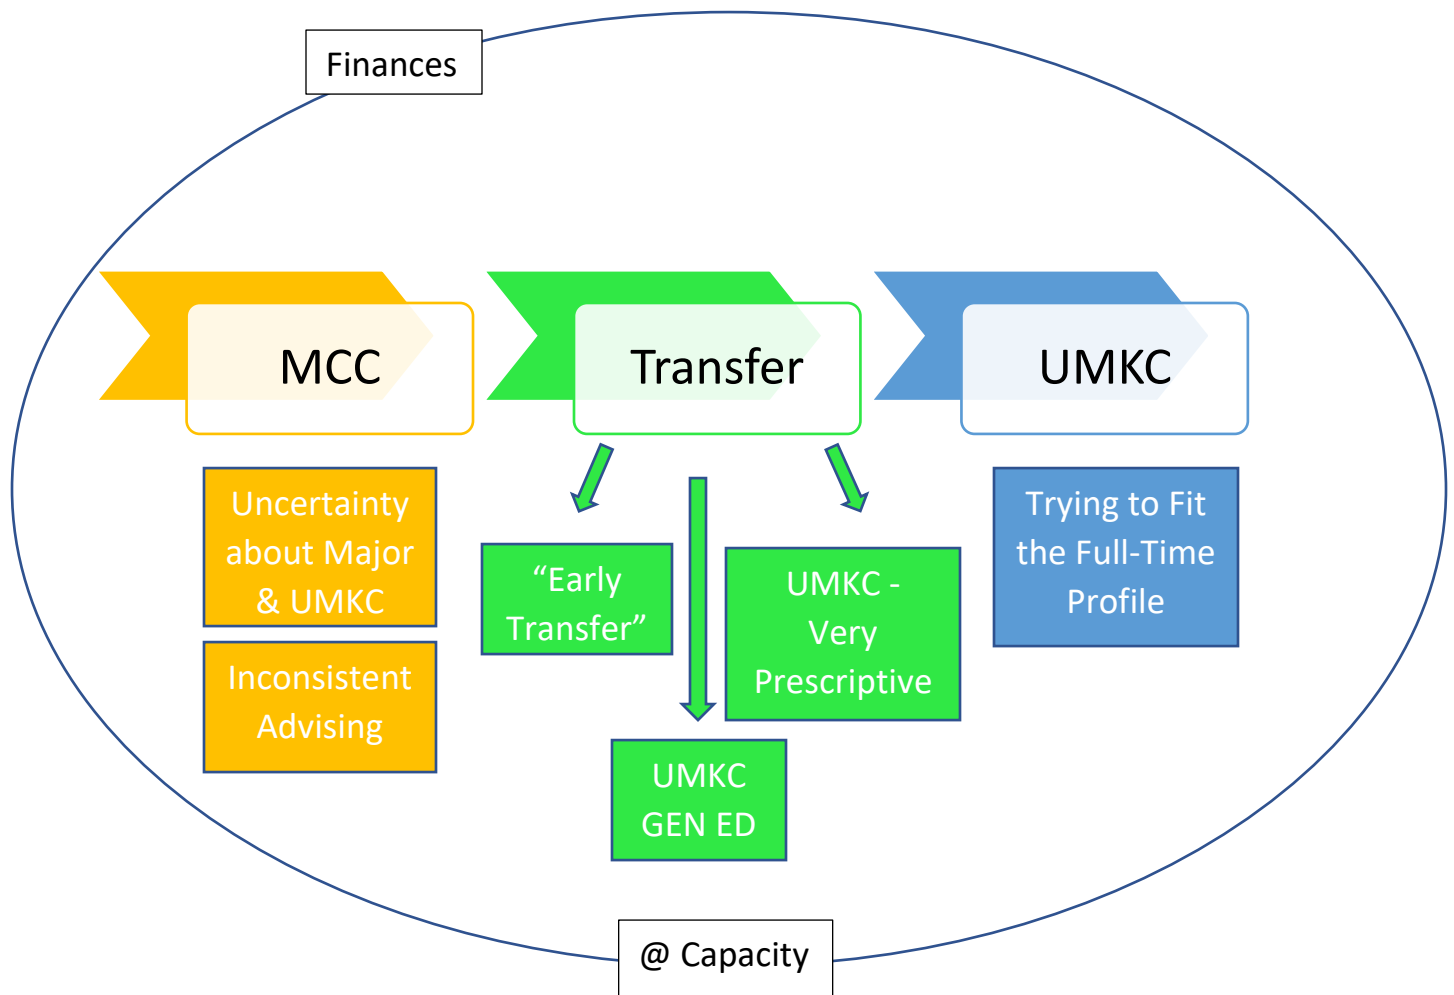 Finances
MCC
Transfer
UMKC
Uncertainty
about Major
& UMKC
Inconsistent
Advising
“Early
Transfer”
UMKC
GEN ED
UMKC -
Very
Prescriptive
Trying to Fit
the Full-Time
Profile
@ Capacity